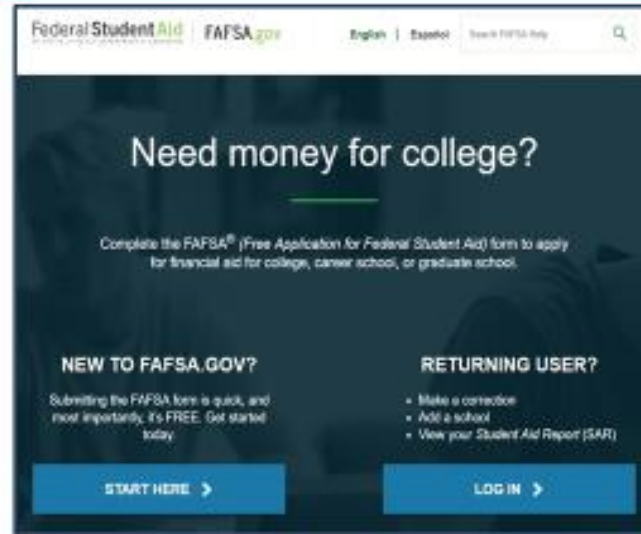 Federal Student Aid | FAFSA.gov
English | Español
Search FAFSA Help
Need money for college?
Complete the FAFSA® (Free Application for Federal Student Aid) form to apply
for financial aid for college, career school, or graduate school.
NEW TO FAFSA.GOV?
Submitting the FAFSA form is quick, and
most importantly, it's FREE. Get started
today.
START HERE >
RETURNING USER?
• Make a correction
• Add a school
• View your Student Aid Report (SAR)
LOG IN >